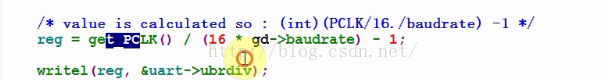 /* value is calculated so : (int)(PCLK/16./baudrate) -1 */
reg = get_PCLK() / (16 * gd->baudrate) - 1;
http://blog.csdn.net/
writel(reg, &uart->ubrdiv);